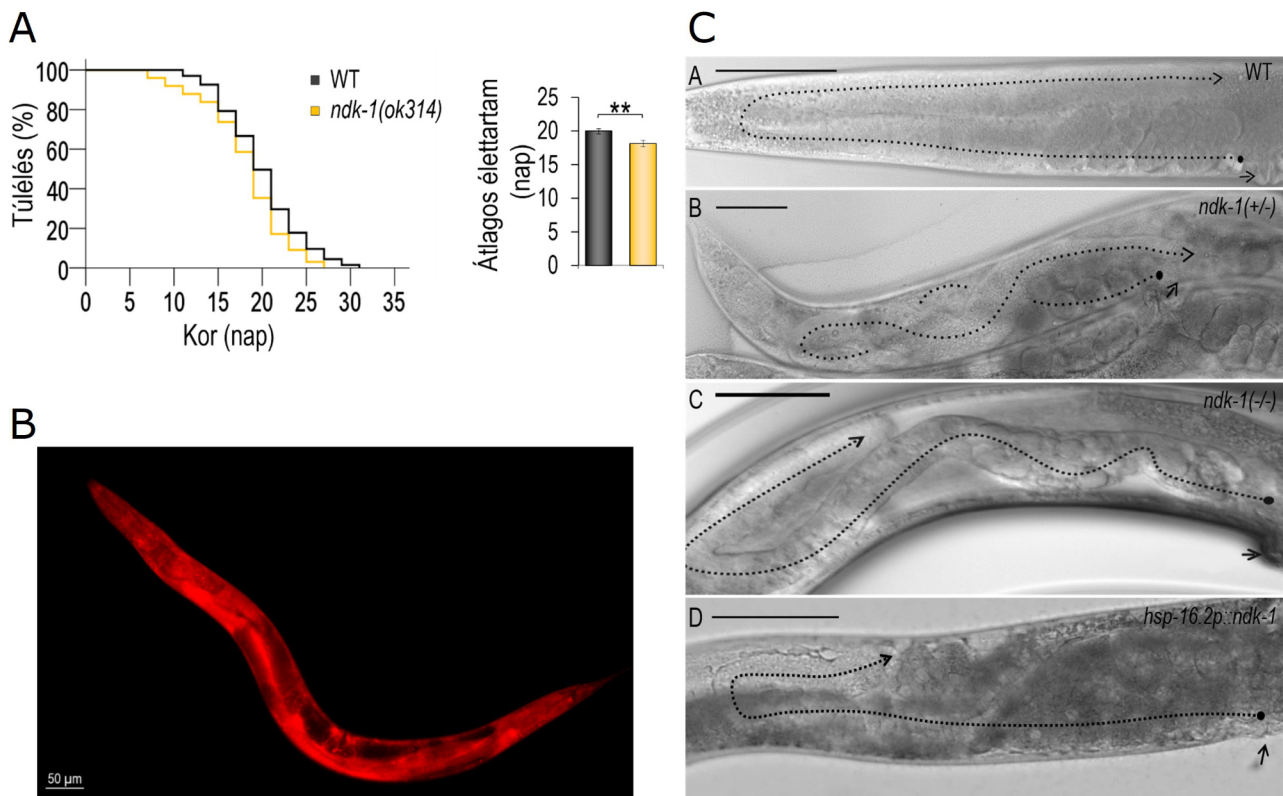 A
Túlélés (%)
100
80
60
40
20
0
0 5 10 15 20 25 30 35
Kor (nap)
WT
ndk-1(ok314)
Átlagos élettartam
(nap)
25
20
15
10
5
0
**
B
50 µm
C
A WT
B ndk-1(+/-)
C ndk-1(-/-)
D hsp-16.2p::ndk-1